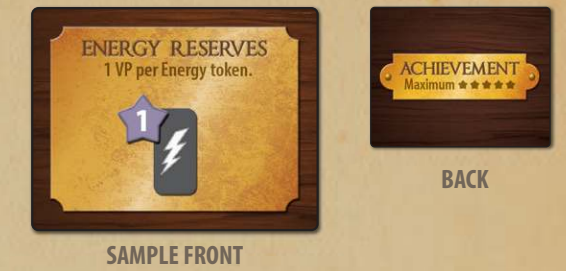 ENERGY RESERVES
1 VP per Energy token.
1
SAMPLE FRONT
ACHIEVEMENT
Maximum ★★★★★
BACK